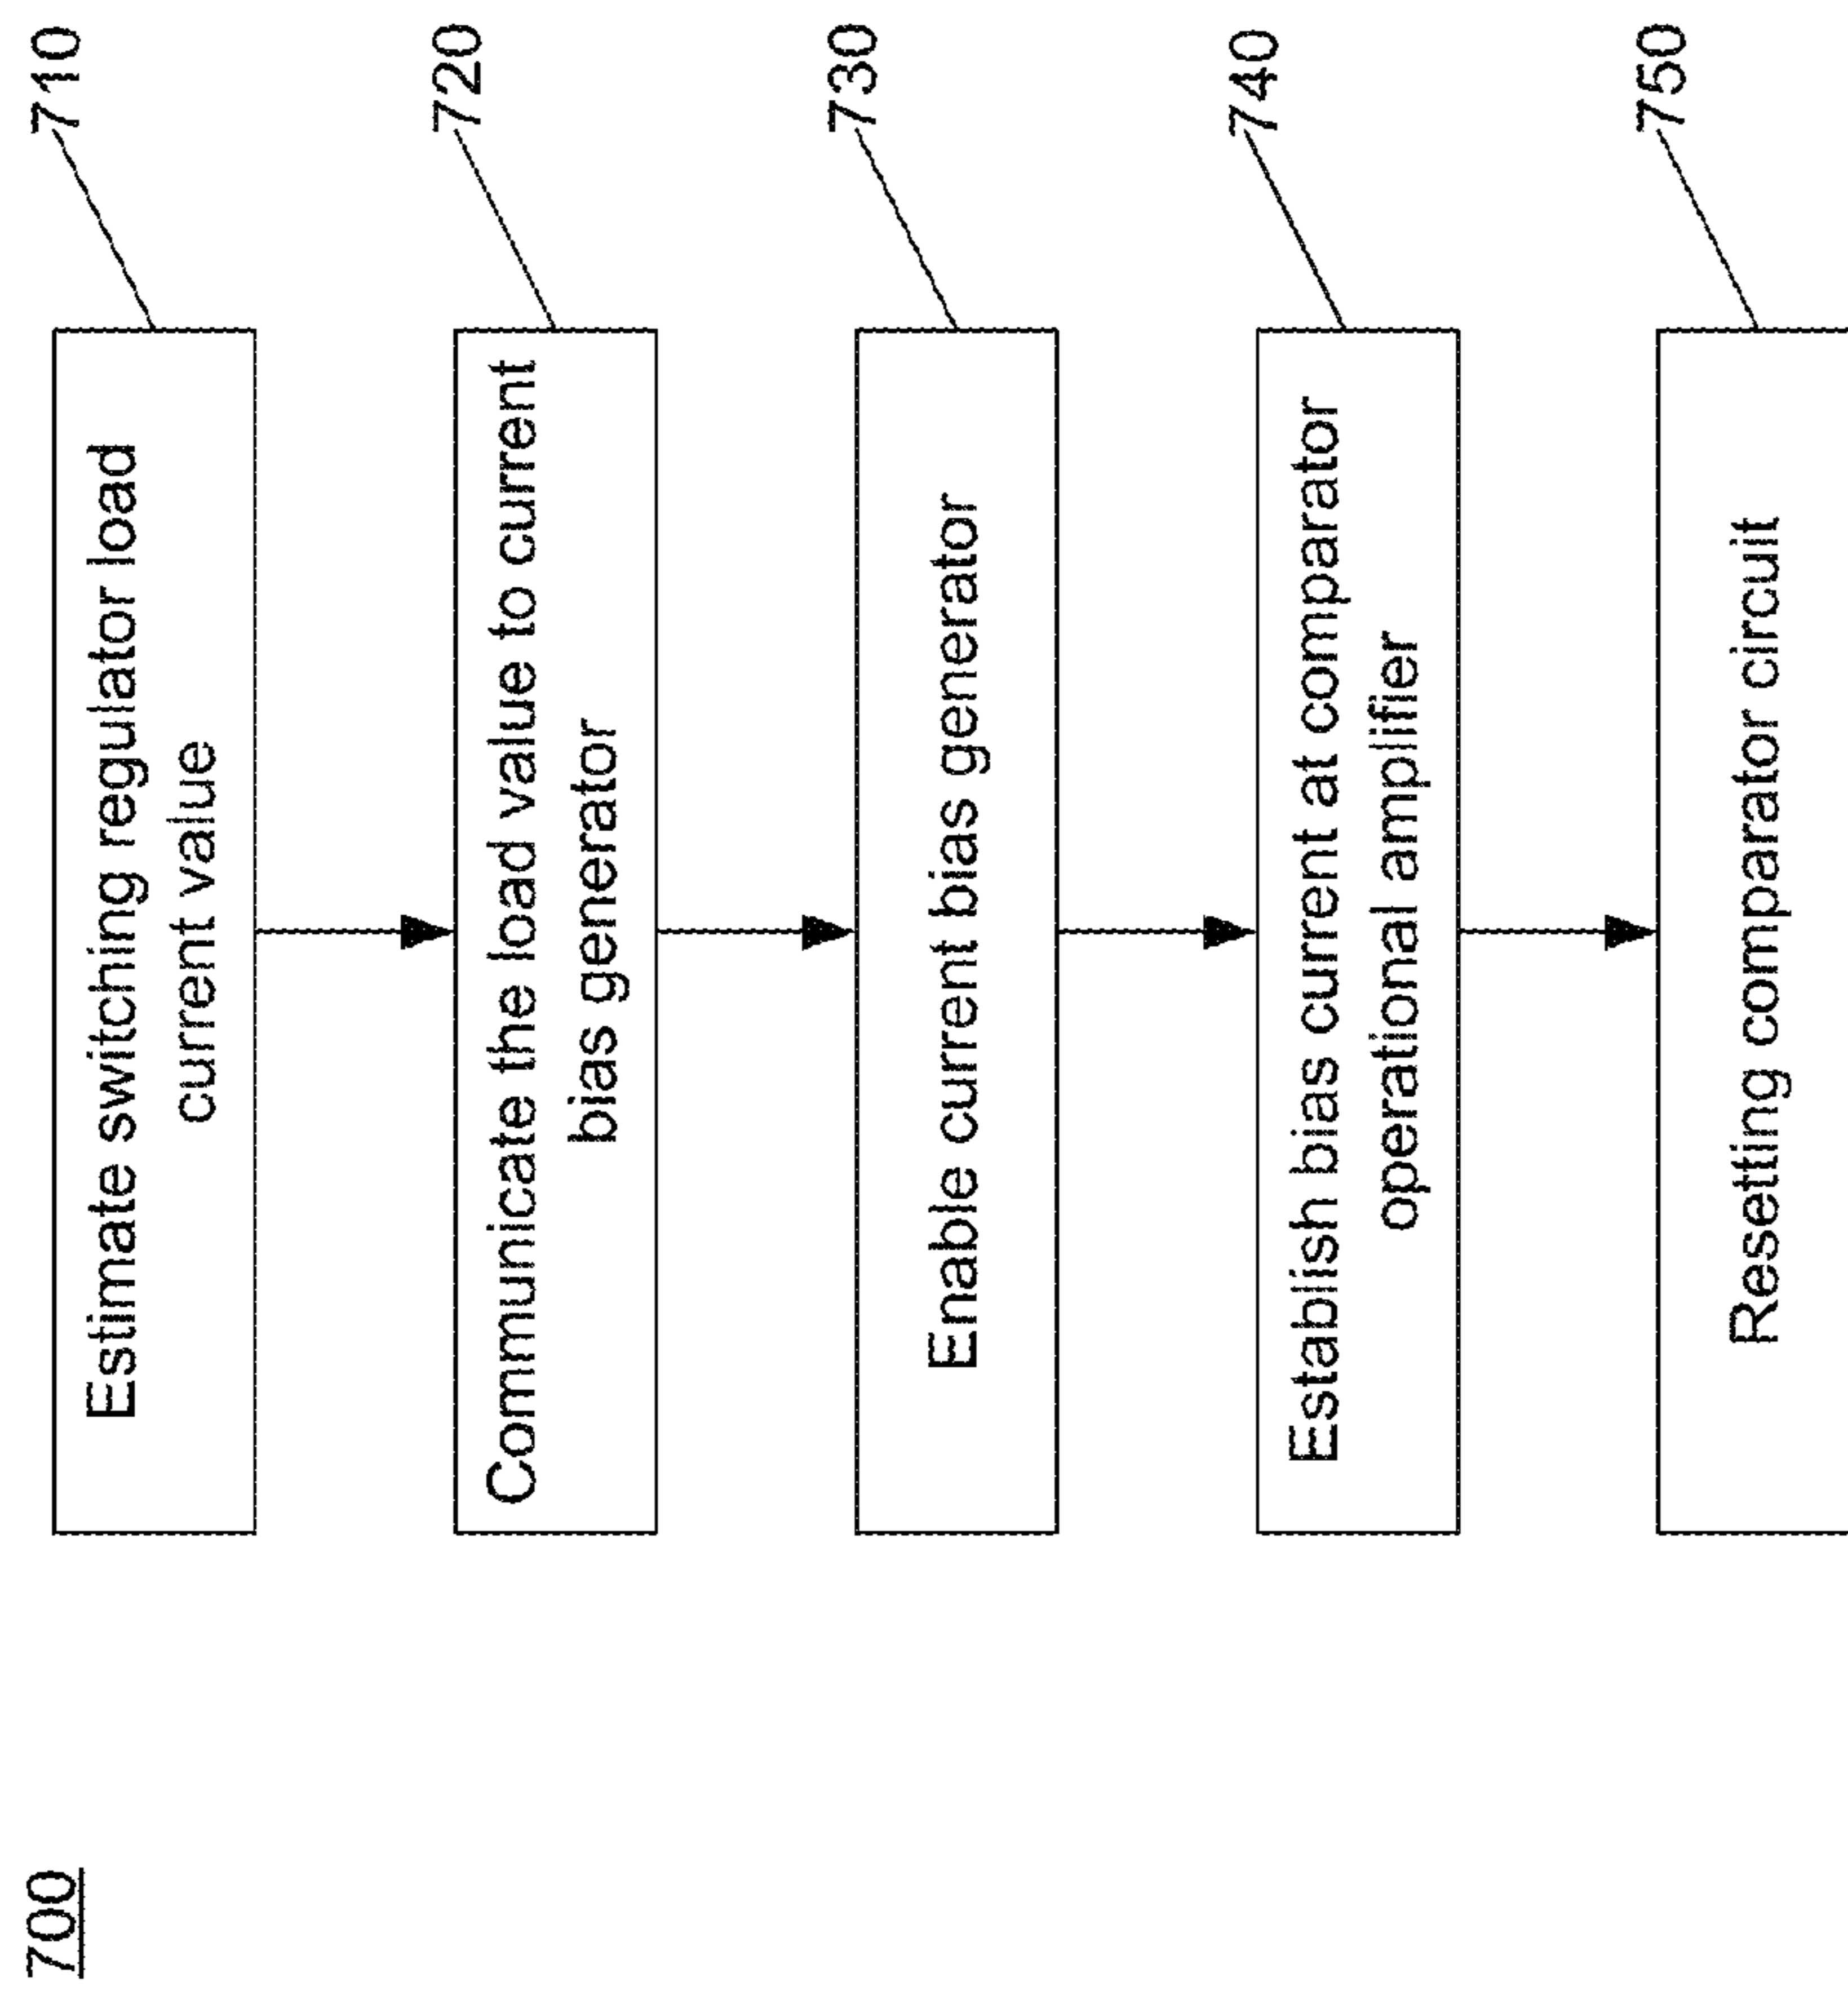 700
Estimate switching regulator load
current value
710
Communicate the load value to current
bias generator
720
Enable current bias generator
730
Establish bias current at comparator
operational amplifier
740
Resetting comparator circuit
750